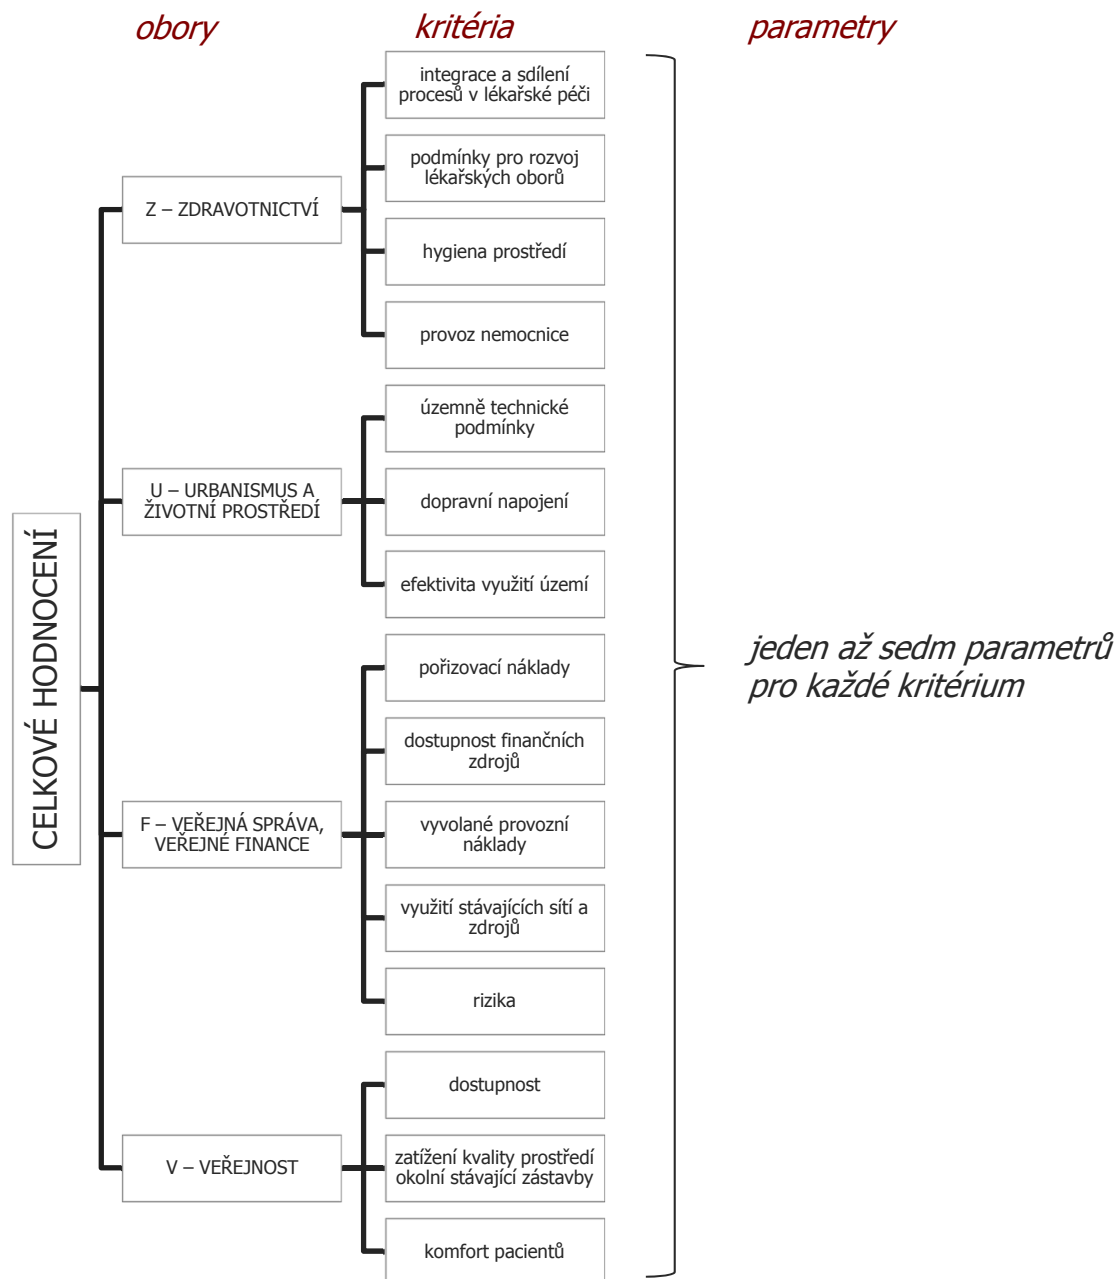 obory
kritéria
parametry
CELKOVÉ HODNOCENÍ
Z – ZDRAVOTNICTVÍ
integrace a sdílení
procesů v lékařské péči
podmínky pro rozvoj
lékařských oborů
hygiena prostředí
provoz nemocnice
U – URBANISMUS A
ŽIVOTNÍ PROSTŘEDÍ
územně technické
podmínky
dopravní napojení
efektivita využití území
F – VEŘEJNÁ SPRÁVA,
VEŘEJNÉ FINANCE
pořizovací náklady
dostupnost finančních
zdrojů
vyvolané provozní
náklady
využití stávajících sítí a
zdrojů
rizika
V – VEŘEJNOST
dostupnost
zatížení kvality prostředí
okolní stávající zástavby
komfort pacientů
jeden až sedm parametrů
pro každé kritérium